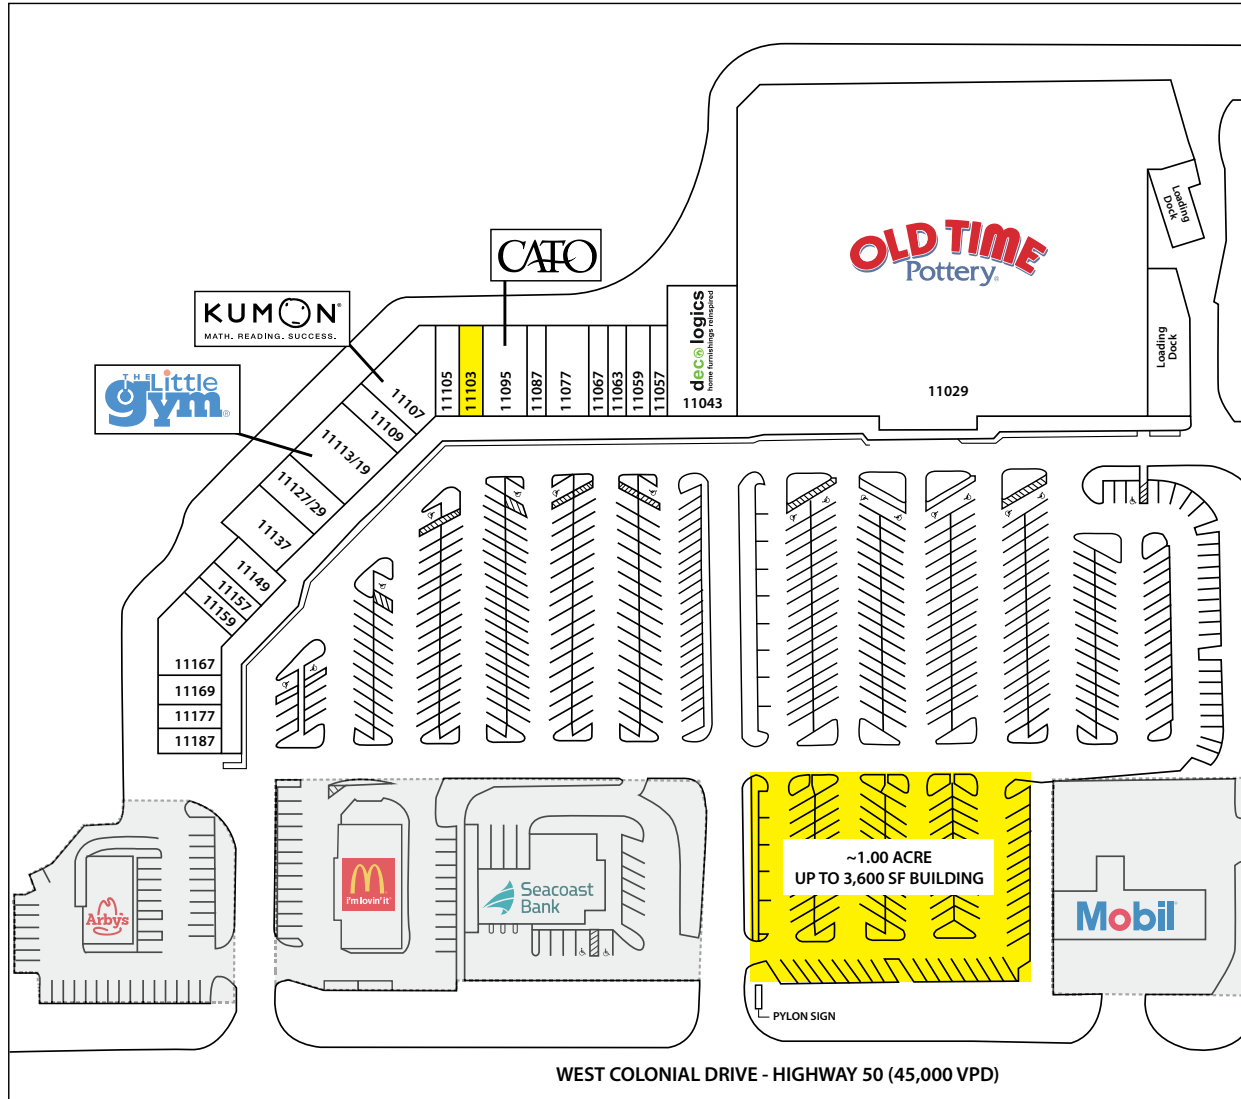 OLD TIME
Pottery
Loading
Dock
CATO
KUMON
MATH. READING. SUCCESS.
THE Little
gym
deco logics
home furnishings reinspired
Loading
Dock
11105
11103
11095
11087
11077
11067
11063
11059
11057
11043
11029
11107
11109
11113/19
11127/29
11137
11149
11157
11159
11167
11169
11177
11187
~1.00 ACRE
UP TO 3,600 SF BUILDING
Arby's
i'm lovin' it
Seacoast
Bank
Mobil
PYLON SIGN
WEST COLONIAL DRIVE - HIGHWAY 50 (45,000 VPD)